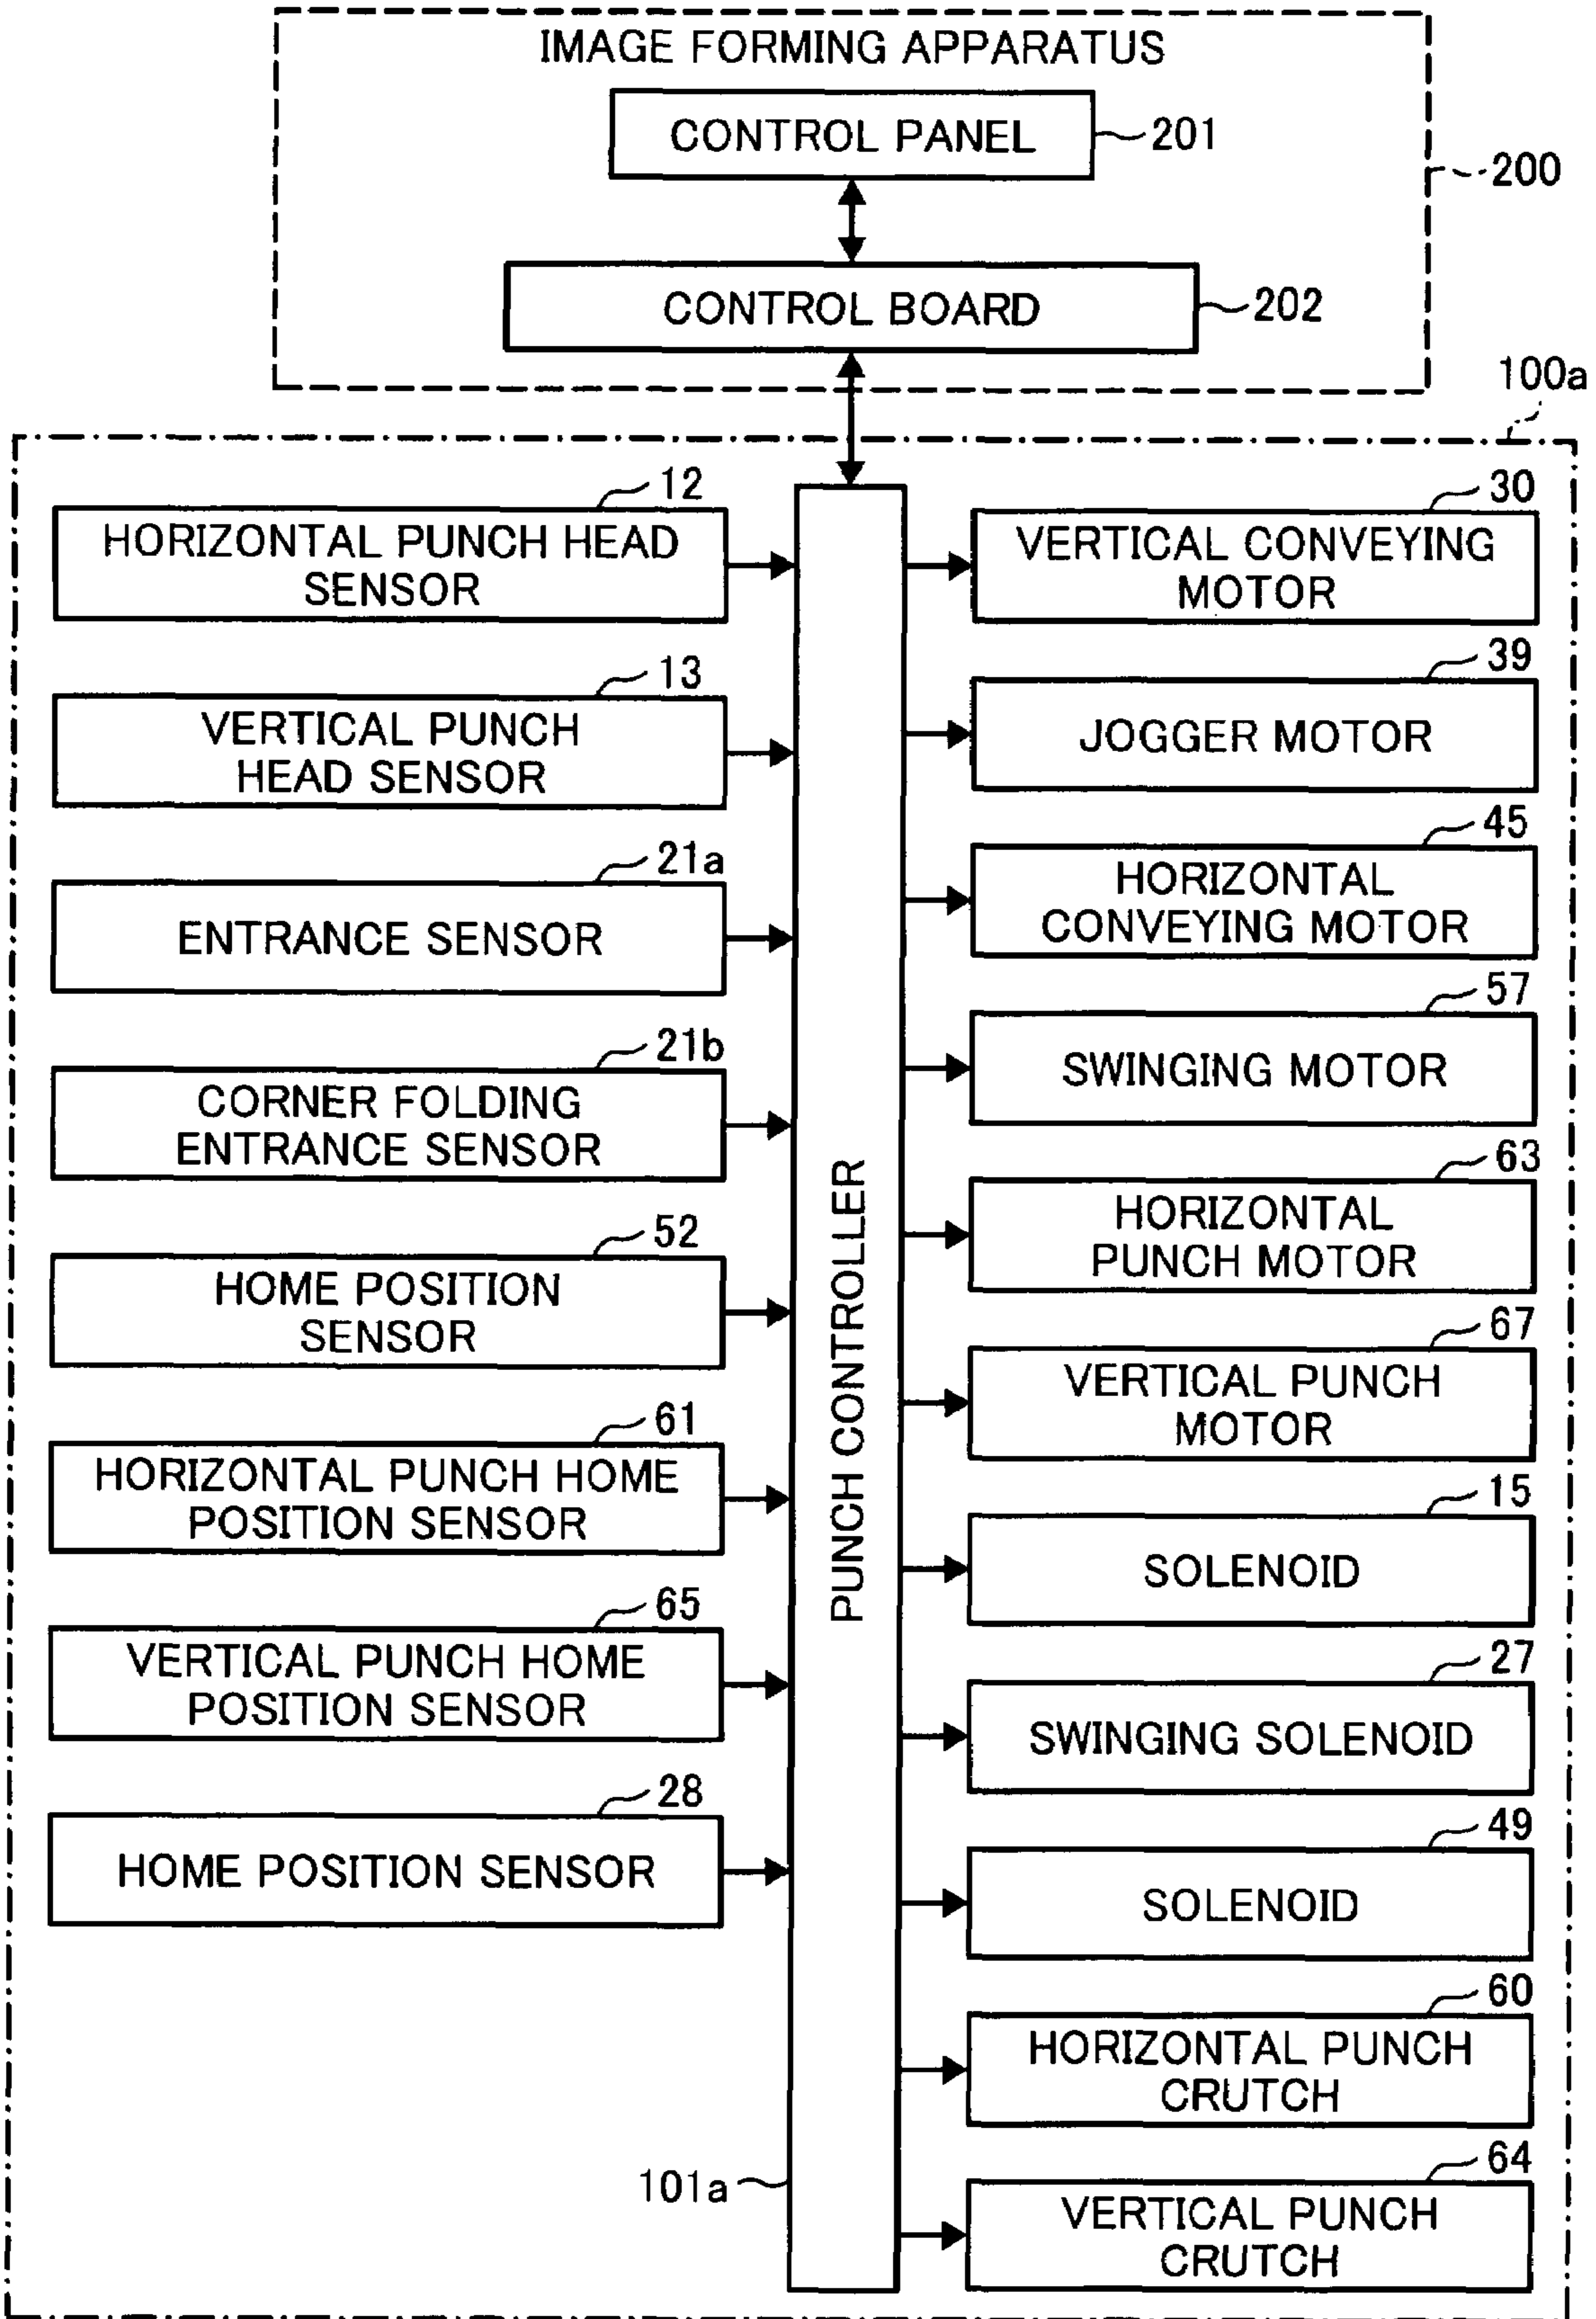 IMAGE FORMING APPARATUS
CONTROL PANEL
201
200
CONTROL BOARD
202
100a
12
HORIZONTAL PUNCH HEAD
SENSOR
13
VERTICAL PUNCH
HEAD SENSOR
21a
ENTRANCE SENSOR
21b
CORNER FOLDING
ENTRANCE SENSOR
52
HOME POSITION
SENSOR
61
HORIZONTAL PUNCH HOME
POSITION SENSOR
65
VERTICAL PUNCH HOME
POSITION SENSOR
28
HOME POSITION SENSOR
PUNCH CONTROLLER
101a
30
VERTICAL CONVEYING
MOTOR
39
JOGGER MOTOR
45
HORIZONTAL
CONVEYING MOTOR
57
SWINGING MOTOR
63
HORIZONTAL
PUNCH MOTOR
67
VERTICAL PUNCH
MOTOR
15
SOLENOID
27
SWINGING SOLENOID
49
SOLENOID
60
HORIZONTAL PUNCH
CRUTCH
64
VERTICAL PUNCH
CRUTCH